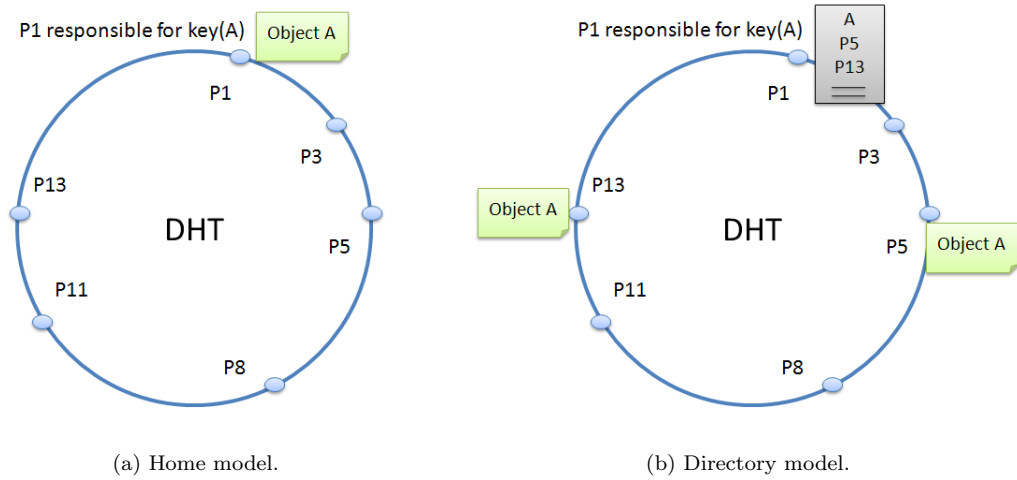 P1 responsible for key(A)
Object A
P1
P3
P13
DHT
P5
P11
P8
(a) Home model.
P1 responsible for key(A)
A
P5
P13
P1
P3
P13
Object A
DHT
P5
Object A
P11
P8
(b) Directory model.